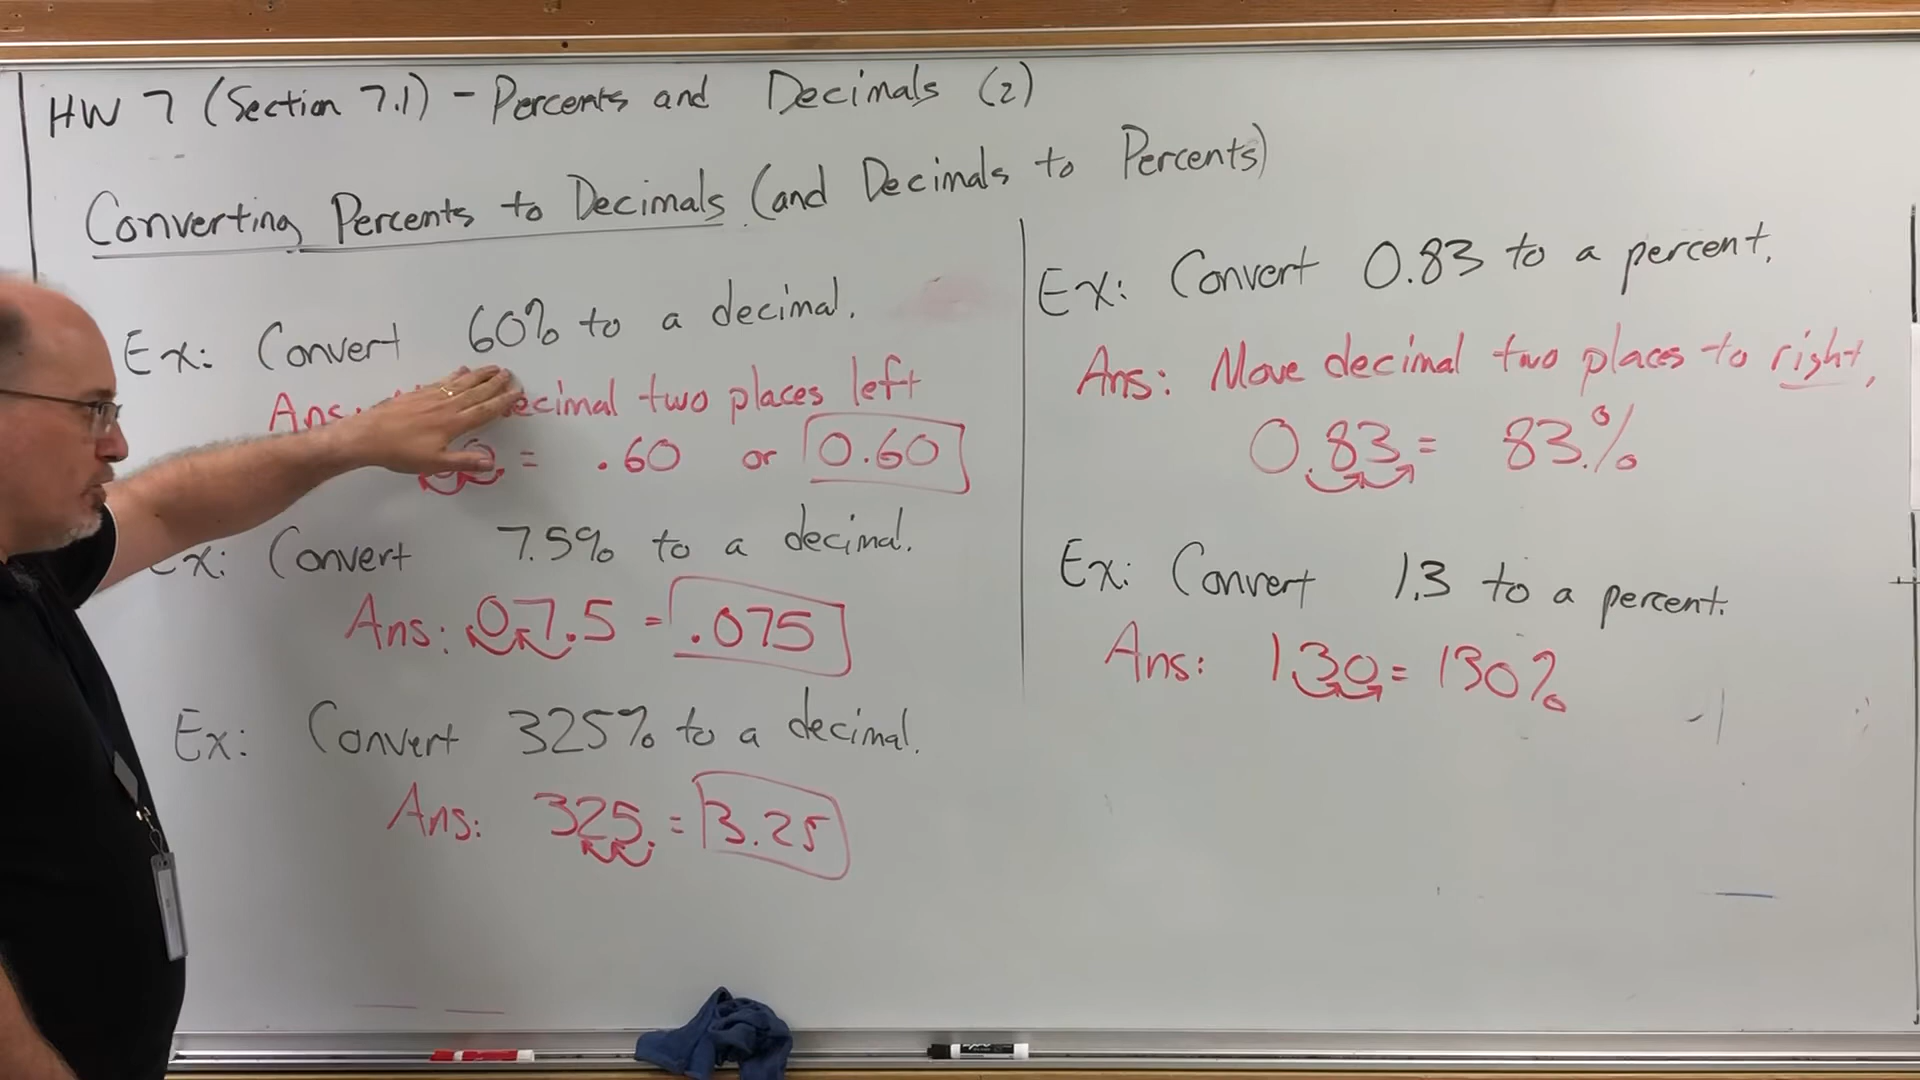 HW 7 (Section 7.1) - Percents and Decimals (2)
Converting Percents to Decimals (and Decimals to Percents)
Ex: Convert 60% to a decimal.
Ans: decimal two places left
= .60 or 0.60
Ex: Convert 7.5% to a decimal.
Ans: 07.5 = .075
Ex: Convert 325% to a decimal.
Ans: 325. = 3.25
Ex: Convert 0.83 to a percent.
Ans: Move decimal two places to right.
0.83 = 83.%
Ex: Convert 1.3 to a percent.
Ans: 1.30 = 130%